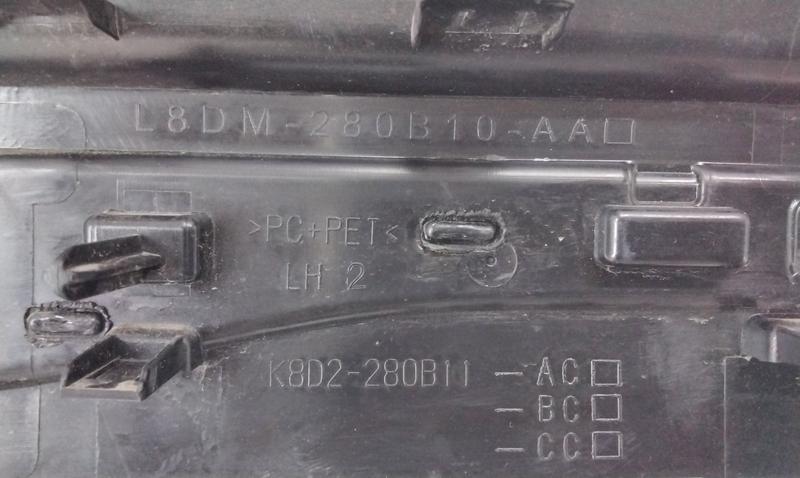 L8DM-280B10-AA□
>PC+PET<
LH 2
K8D2-280B11 -AC□
-BC□
-CC□